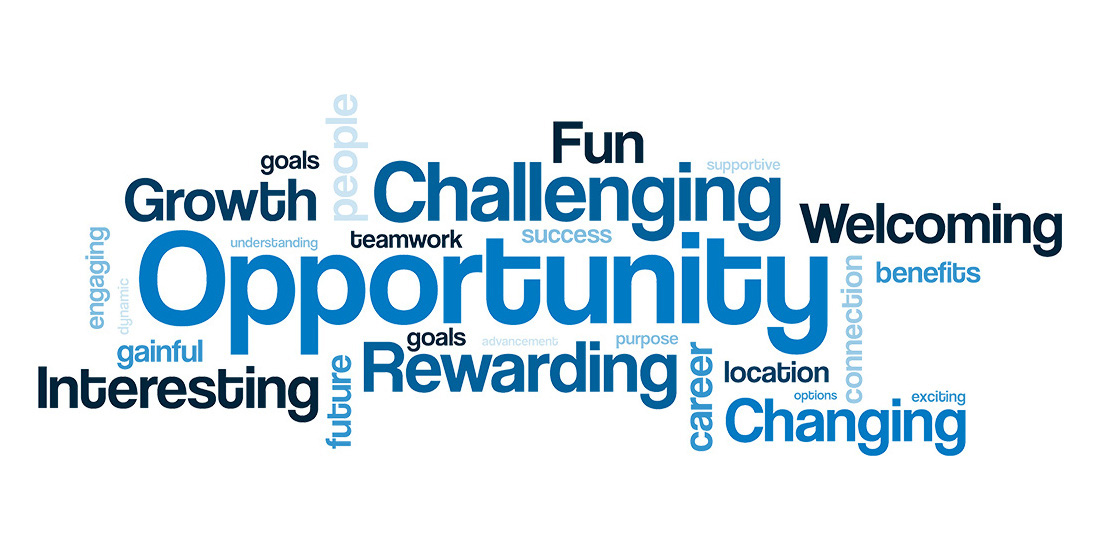 people
Fun
goals
supportive
Growth
Challenging
Welcoming
engaging
understanding
teamwork
success
Opportunity
connection
benefits
dynamic
goals
advancement
purpose
gainful
Rewarding
career
location
Interesting
future
options
exciting
Changing